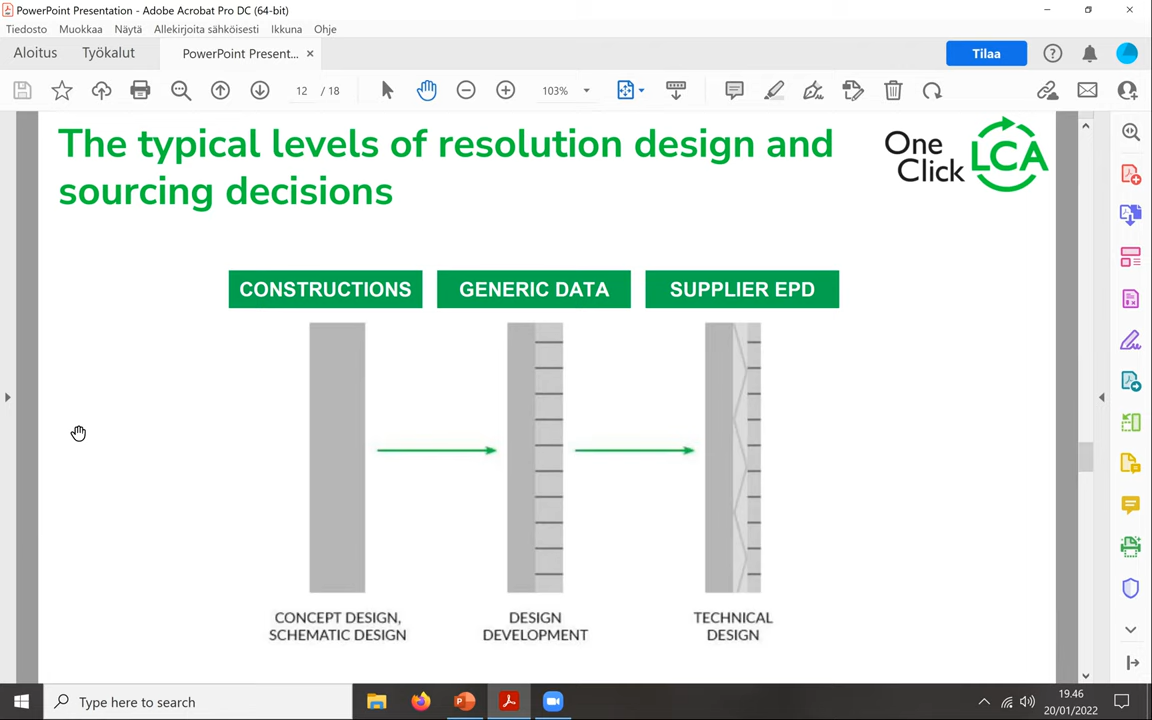 PowerPoint Presentation - Adobe Acrobat Pro DC (64-bit)
Tiedosto Muokkaa Näytä Allekirjoita sähköisesti Ikkuna Ohje
Aloitus Työkalut PowerPoint Present... × Tilaa
12 / 18 103%
The typical levels of resolution design and
sourcing decisions
One
Click LCA
CONSTRUCTIONS GENERIC DATA SUPPLIER EPD
CONCEPT DESIGN, DESIGN TECHNICAL
SCHEMATIC DESIGN DEVELOPMENT DESIGN
Type here to search
19.46
20/01/2022